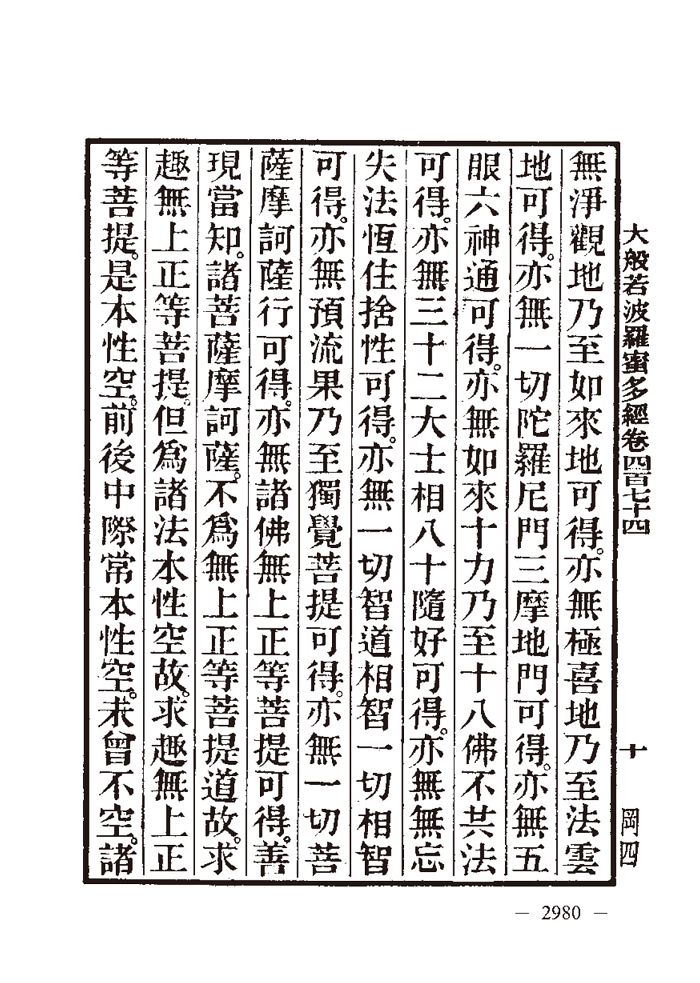 大般若波羅蜜多經卷四百七十四
十
岡四
無淨觀地乃至如來地可得。亦無極喜地乃至法雲
地可得。亦無一切陀羅尼門三摩地門可得。亦無五
眼六神通可得。亦無如來十力乃至十八佛不共法
可得。亦無三十二大士相八十隨好可得。亦無無忘
失法恆住捨性可得。亦無一切智道相智一切相智
可得。亦無預流果乃至獨覺菩提可得。亦無一切菩
薩摩訶薩行可得。亦無諸佛無上正等菩提可得。善
現當知。諸菩薩摩訶薩。不爲無上正等菩提道故。求
趣無上正等菩提。但爲諸法本性空故。求趣無上正
等菩提。是本性空。前後中際常本性空。未曾不空。諸
— 2980 —